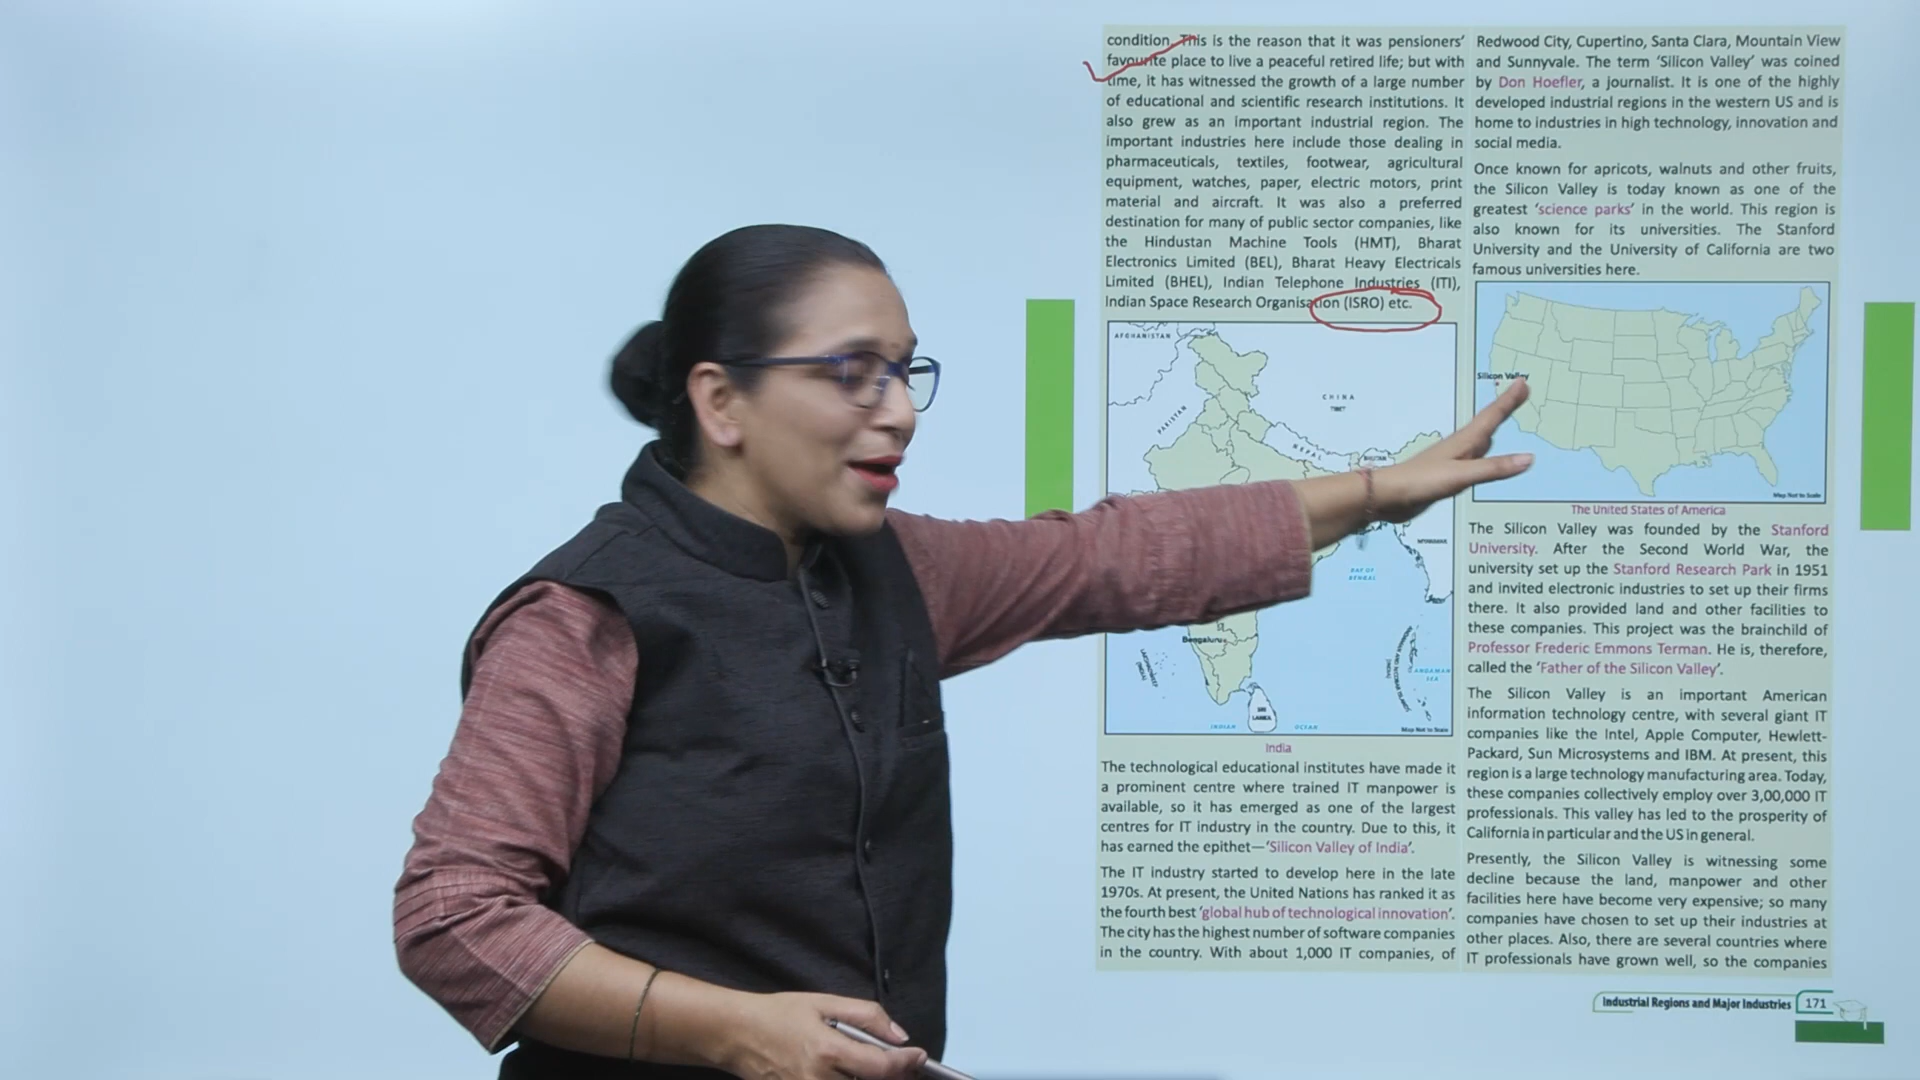 condition. This is the reason that it was pensioners'
favourite place to live a peaceful retired life; but with
time, it has witnessed the growth of a large number
of educational and scientific research institutions. It
also grew as an important industrial region. The
important industries here include those dealing in
pharmaceuticals, textiles, footwear, agricultural
equipment, watches, paper, electric motors, print
material and aircraft. It was also a preferred
destination for many of public sector companies, like
the Hindustan Machine Tools (HMT), Bharat
Electronics Limited (BEL), Bharat Heavy Electricals
Limited (BHEL), Indian Telephone Industries (ITI),
Indian Space Research Organisation (ISRO) etc.
AFGHANISTAN
CHINA
TIBET
PAKISTAN
NEPAL
BHUTAN
MYANMAR
BAY OF
BENGAL
Bengaluru
LAKSHADWEEP
(INDIA)
ANDAMAN AND NICOBAR ISLANDS
(INDIA)
ANDAMAN
SEA
SRI
LANKA
INDIAN OCEAN
Map Not to Scale
India
The technological educational institutes have made it
a prominent centre where trained IT manpower is
available, so it has emerged as one of the largest
centres for IT industry in the country. Due to this, it
has earned the epithet—'Silicon Valley of India'.
The IT industry started to develop here in the late
1970s. At present, the United Nations has ranked it as
the fourth best 'global hub of technological innovation'.
The city has the highest number of software companies
in the country. With about 1,000 IT companies, of
Redwood City, Cupertino, Santa Clara, Mountain View
and Sunnyvale. The term 'Silicon Valley' was coined
by Don Hoefler, a journalist. It is one of the highly
developed industrial regions in the western US and is
home to industries in high technology, innovation and
social media.
Once known for apricots, walnuts and other fruits,
the Silicon Valley is today known as one of the
greatest 'science parks' in the world. This region is
also known for its universities. The Stanford
University and the University of California are two
famous universities here.
Silicon Valley
Map Not to Scale
The United States of America
The Silicon Valley was founded by the Stanford
University. After the Second World War, the
university set up the Stanford Research Park in 1951
and invited electronic industries to set up their firms
there. It also provided land and other facilities to
these companies. This project was the brainchild of
Professor Frederic Emmons Terman. He is, therefore,
called the 'Father of the Silicon Valley'.
The Silicon Valley is an important American
information technology centre, with several giant IT
companies like the Intel, Apple Computer, Hewlett-
Packard, Sun Microsystems and IBM. At present, this
region is a large technology manufacturing area. Today,
these companies collectively employ over 3,00,000 IT
professionals. This valley has led to the prosperity of
California in particular and the US in general.
Presently, the Silicon Valley is witnessing some
decline because the land, manpower and other
facilities here have become very expensive; so many
companies have chosen to set up their industries at
other places. Also, there are several countries where
IT professionals have grown well, so the companies
Industrial Regions and Major Industries 171